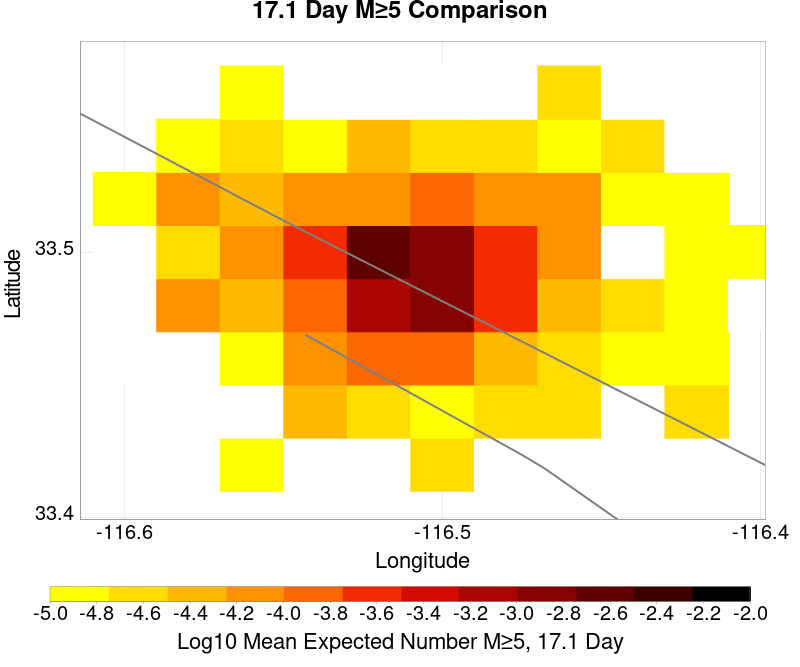 17.1 Day M≥5 Comparison
Latitude
33.5
33.4
-116.6 -116.5 -116.4
Longitude
-5.0 -4.8 -4.6 -4.4 -4.2 -4.0 -3.8 -3.6 -3.4 -3.2 -3.0 -2.8 -2.6 -2.4 -2.2 -2.0
Log10 Mean Expected Number M≥5, 17.1 Day